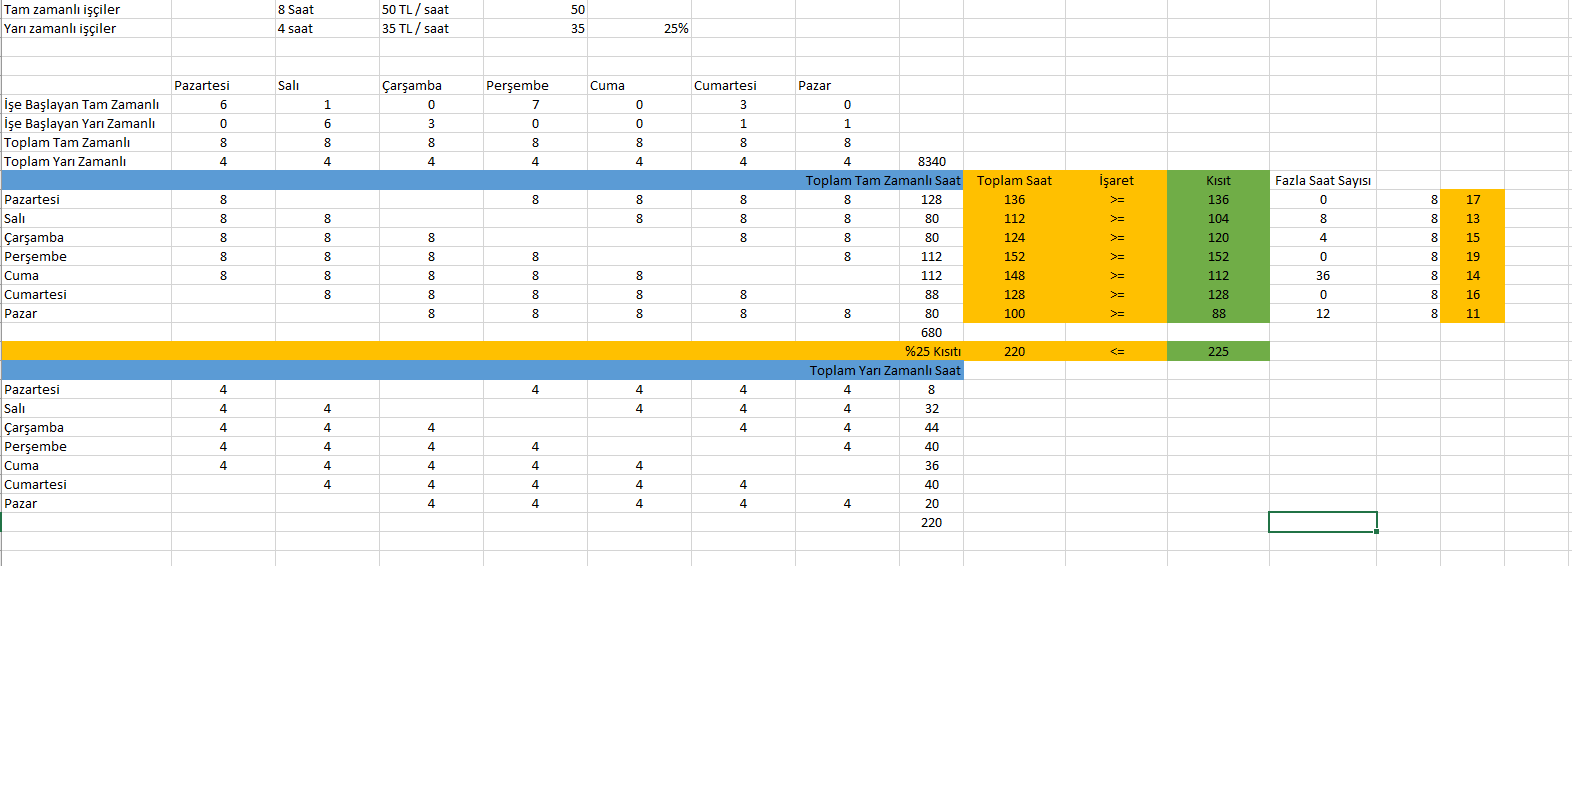 Tam zamanlı işçiler 8 Saat 50 TL / saat 50
Yarı zamanlı işçiler 4 saat 35 TL / saat 35 25%
Pazartesi Salı Çarşamba Perşembe Cuma Cumartesi Pazar
İşe Başlayan Tam Zamanlı 6 1 0 7 0 3 0
İşe Başlayan Yarı Zamanlı 0 6 3 0 0 1 1
Toplam Tam Zamanlı 8 8 8 8 8 8 8
Toplam Yarı Zamanlı 4 4 4 4 4 4 4 8340
Toplam Tam Zamanlı Saat Toplam Saat İşaret Kısıt Fazla Saat Sayısı
Pazartesi 8 8 8 8 8 128 136 >= 136 0 8 17
Salı 8 8 8 8 8 80 112 >= 104 8 8 13
Çarşamba 8 8 8 8 8 80 124 >= 120 4 8 15
Perşembe 8 8 8 8 8 112 152 >= 152 0 8 19
Cuma 8 8 8 8 8 112 148 >= 112 36 8 14
Cumartesi 8 8 8 8 8 88 128 >= 128 0 8 16
Pazar 8 8 8 8 8 80 100 >= 88 12 8 11
680
%25 Kısıtı 220 <= 225
Toplam Yarı Zamanlı Saat
Pazartesi 4 4 4 4 4 8
Salı 4 4 4 4 4 32
Çarşamba 4 4 4 4 4 44
Perşembe 4 4 4 4 4 40
Cuma 4 4 4 4 4 36
Cumartesi 4 4 4 4 4 40
Pazar 4 4 4 4 4 20
220